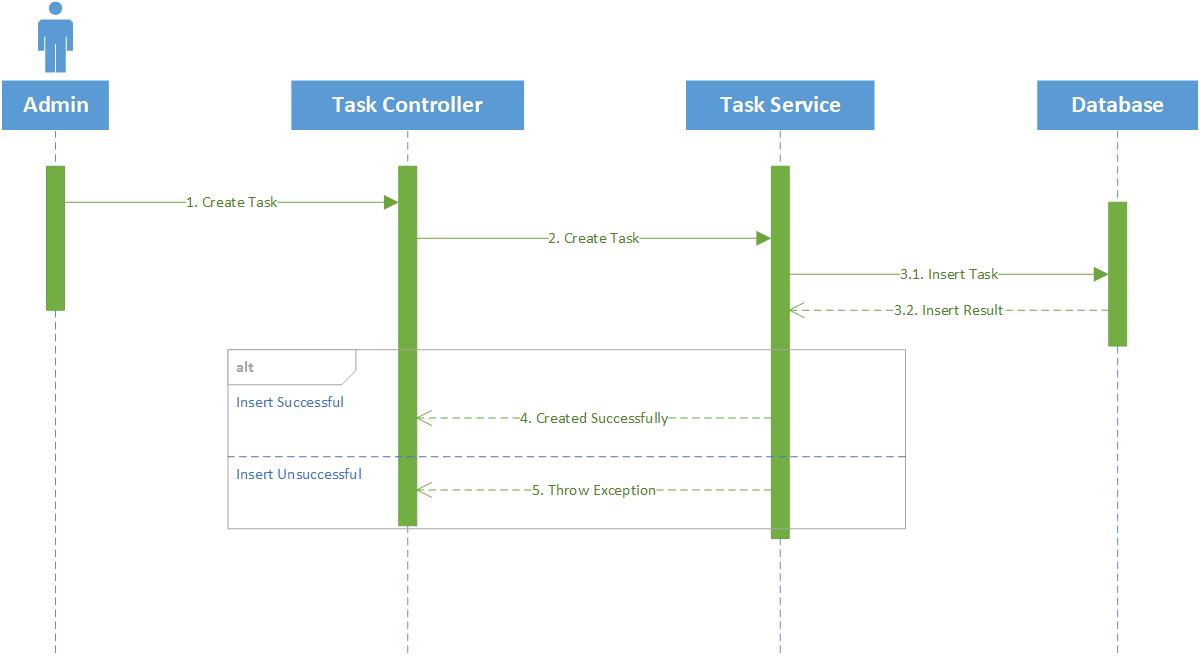 Admin
Task Controller
Task Service
Database
1. Create Task
2. Create Task
3.1. Insert Task
3.2. Insert Result
alt
Insert Successful
4. Created Successfully
Insert Unsuccessful
5. Throw Exception